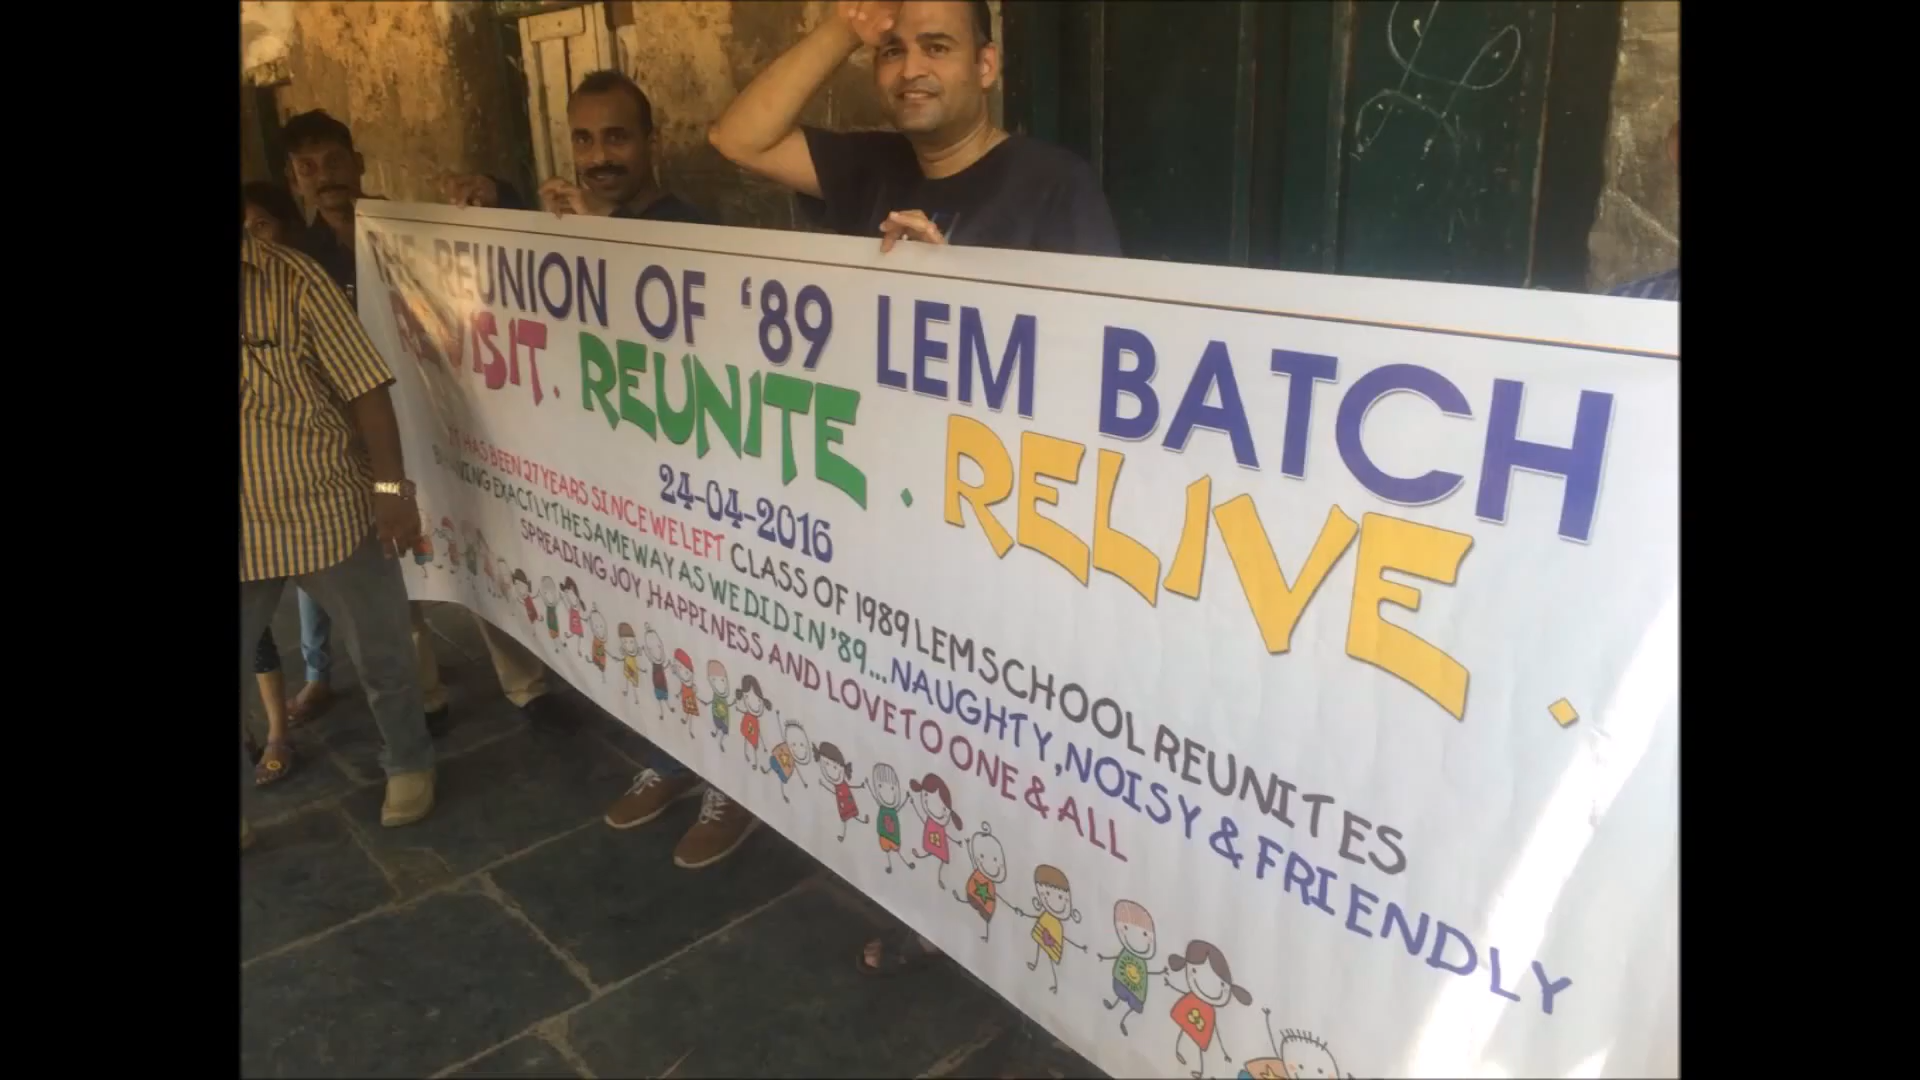 THE REUNION OF '89 LEM BATCH
REVISIT. REUNITE. RELIVE.
24-04-2016
IT HAS BEEN 27 YEARS SINCE WE LEFT CLASS OF 1989 LEM SCHOOL REUNITES
BEHAVING EXACTLY THE SAME WAY AS WE DID IN '89...NAUGHTY, NOISY & FRIENDLY
SPREADING JOY, HAPPINESS AND LOVE TO ONE & ALL